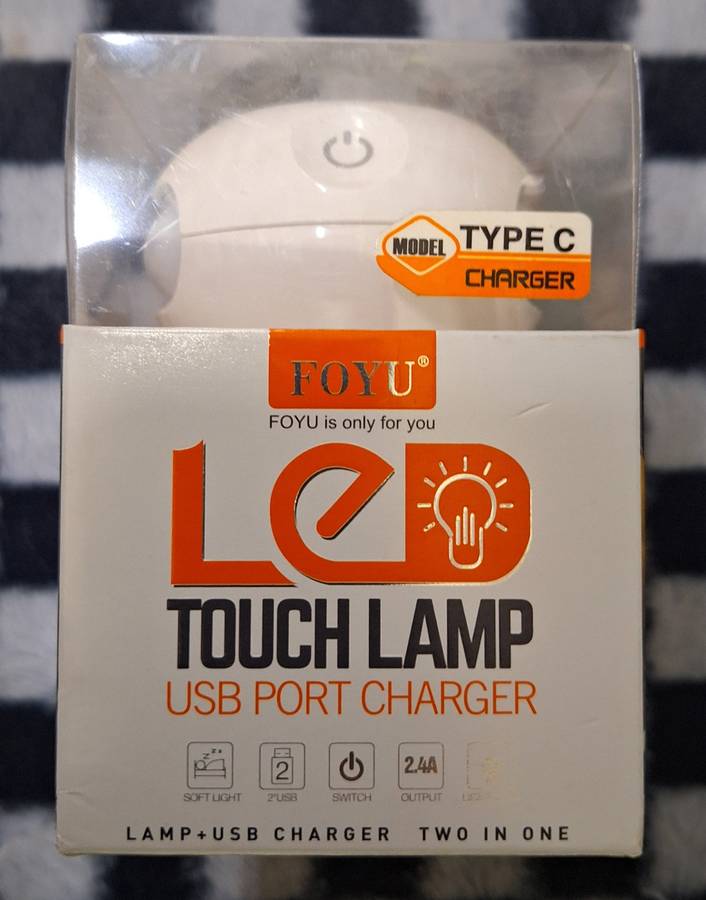 MODEL TYPE C
CHARGER
FOYU®
FOYU is only for you
LeD
TOUCH LAMP
USB PORT CHARGER
zzz
2
2.4A
SOFT LIGHT 2*USB SWITCH OUTPUT
LAMP+USB CHARGER TWO IN ONE